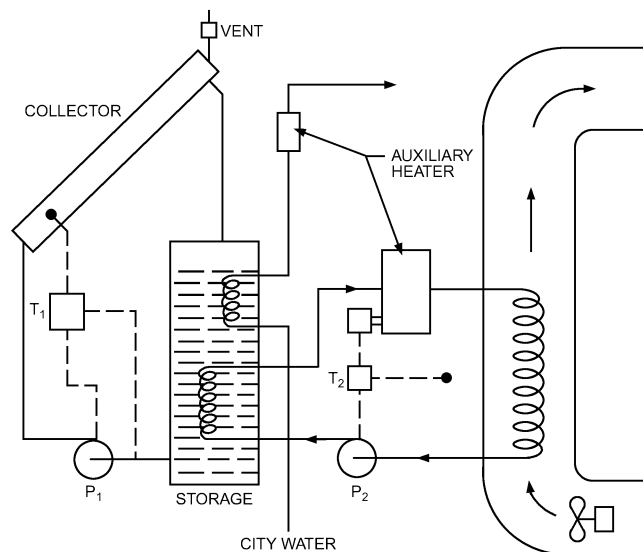 VENT
COLLECTOR
AUXILIARY
HEATER
T1
T2
P1
P2
STORAGE
CITY WATER